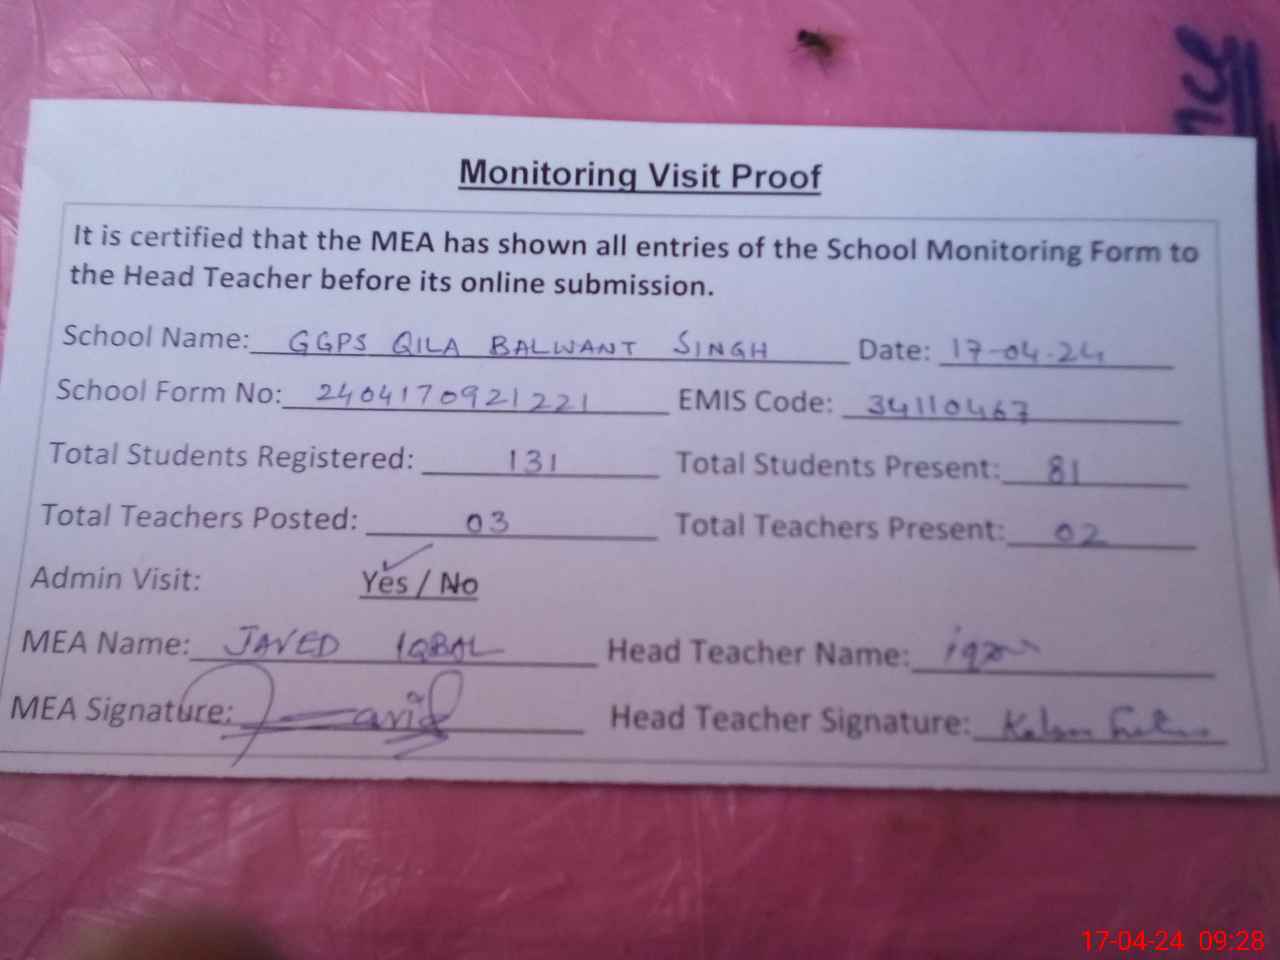 nce
Monitoring Visit Proof
It is certified that the MEA has shown all entries of the School Monitoring Form to
the Head Teacher before its online submission.
School Name: GGPS QILA BALWANT SINGH Date: 17-04-24
School Form No: 2404170921221 EMIS Code: 34110467
Total Students Registered: 131 Total Students Present: 81
Total Teachers Posted: 03 Total Teachers Present: 02
Admin Visit: Yes / No
MEA Name: JAVED IQBAL Head Teacher Name:
MEA Signature: Javid Head Teacher Signature:
17-04-24 09:28